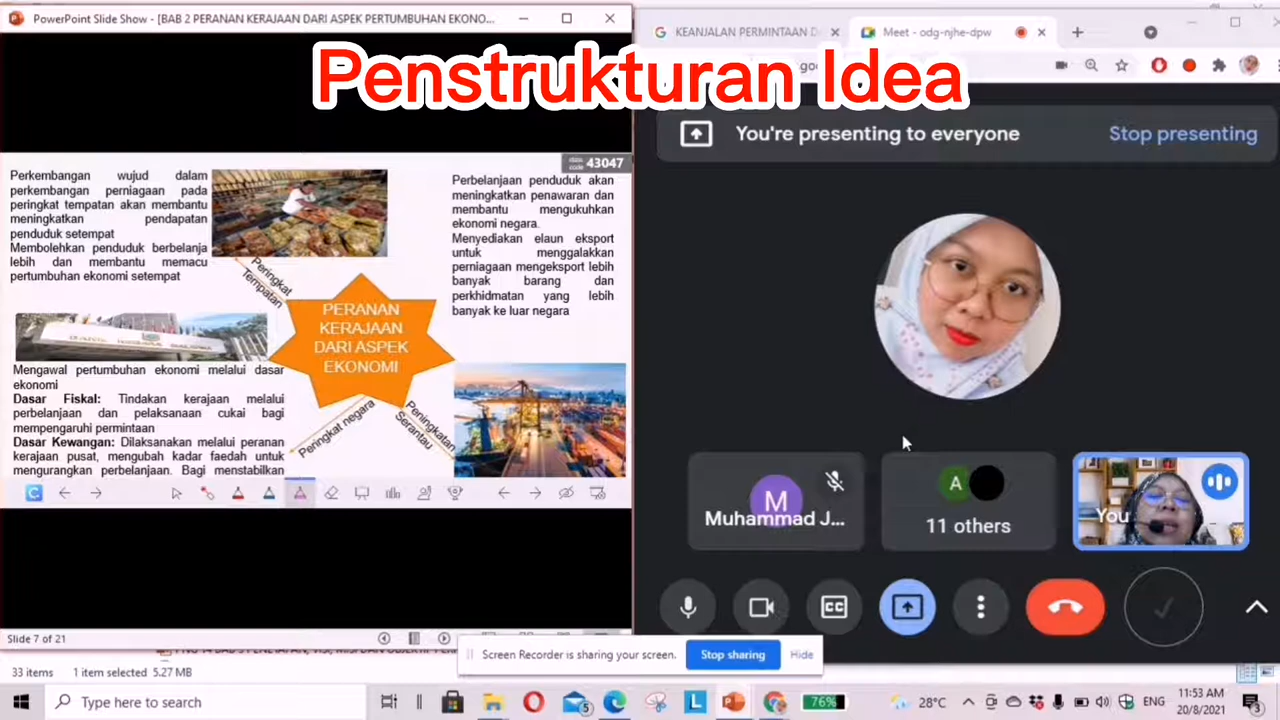 PowerPoint Slide Show - [BAB 2 PERANAN KERAJAAN DARI ASPEK PERTUMBUHAN EKONO...
KEANJALAN PERMINTAAN D
Meet - odg-njhe-dpw
Penstrukturan Idea
You're presenting to everyone
Stop presenting
class code 43047
Perkembangan wujud dalam
perkembangan perniagaan pada
peringkat tempatan akan membantu
meningkatkan pendapatan
penduduk setempat
Membolehkan penduduk berbelanja
lebih dan membantu memacu
pertumbuhan ekonomi setempat
Perbelanjaan penduduk akan
meningkatkan penawaran dan
membantu mengukuhkan
ekonomi negara.
Menyediakan elaun eksport
untuk menggalakkan
perniagaan mengeksport lebih
banyak barang dan
perkhidmatan yang lebih
banyak ke luar negara
Peringkat
Tempatan
PERANAN
KERAJAAN
DARI ASPEK
EKONOMI
BANK NEGARA MALAYSIA
Mengawal pertumbuhan ekonomi melalui dasar
ekonomi
Dasar Fiskal: Tindakan kerajaan melalui
perbelanjaan dan pelaksanaan cukai bagi
mempengaruhi permintaan
Dasar Kewangan: Dilaksanakan melalui peranan
kerajaan pusat, mengubah kadar faedah untuk
mengurangkan perbelanjaan. Bagi menstabilkan
Peringkat negara
Peningkatan
Serantau
M
Muhammad J...
A
11 others
You
Slide 7 of 21
Screen Recorder is sharing your screen.
Stop sharing
Hide
33 items
1 item selected 5.27 MB
Type here to search
5
L
76%
28°C
11:53 AM
20/8/2021
3